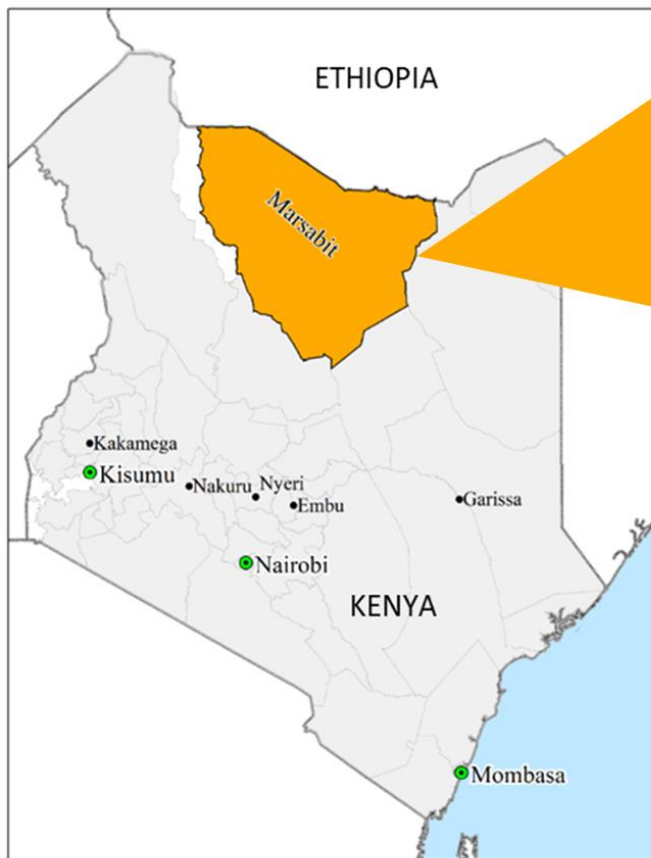 ETHIOPIA
Marsabit
Kakamega
Kisumu
Nakuru
Nyeri
Embu
Garissa
Nairobi
KENYA
Mombasa